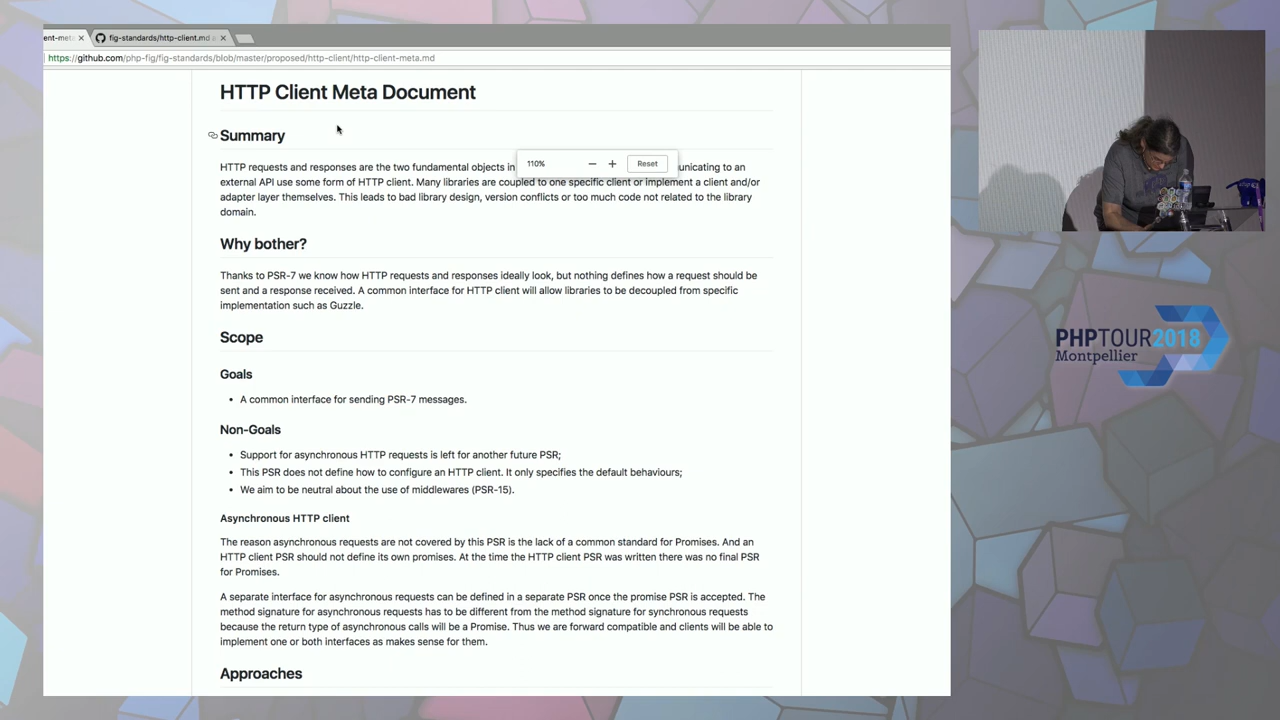 ent-meta
fig-standards/http-client.md a
https://github.com/php-fig/fig-standards/blob/master/proposed/http-client/http-client-meta.md
HTTP Client Meta Document
Summary
110%
Reset
HTTP requests and responses are the two fundamental objects in unicating to an
external API use some form of HTTP client. Many libraries are coupled to one specific client or implement a client and/or
adapter layer themselves. This leads to bad library design, version conflicts or too much code not related to the library
domain.
Why bother?
Thanks to PSR-7 we know how HTTP requests and responses ideally look, but nothing defines how a request should be
sent and a response received. A common interface for HTTP client will allow libraries to be decoupled from specific
implementation such as Guzzle.
Scope
Goals
• A common interface for sending PSR-7 messages.
Non-Goals
• Support for asynchronous HTTP requests is left for another future PSR;
• This PSR does not define how to configure an HTTP client. It only specifies the default behaviours;
• We aim to be neutral about the use of middlewares (PSR-15).
Asynchronous HTTP client
The reason asynchronous requests are not covered by this PSR is the lack of a common standard for Promises. And an
HTTP client PSR should not define its own promises. At the time the HTTP client PSR was written there was no final PSR
for Promises.
A separate interface for asynchronous requests can be defined in a separate PSR once the promise PSR is accepted. The
method signature for asynchronous requests has to be different from the method signature for synchronous requests
because the return type of asynchronous calls will be a Promise. Thus we are forward compatible and clients will be able to
implement one or both interfaces as makes sense for them.
Approaches
PHPTOUR2018
Montpellier